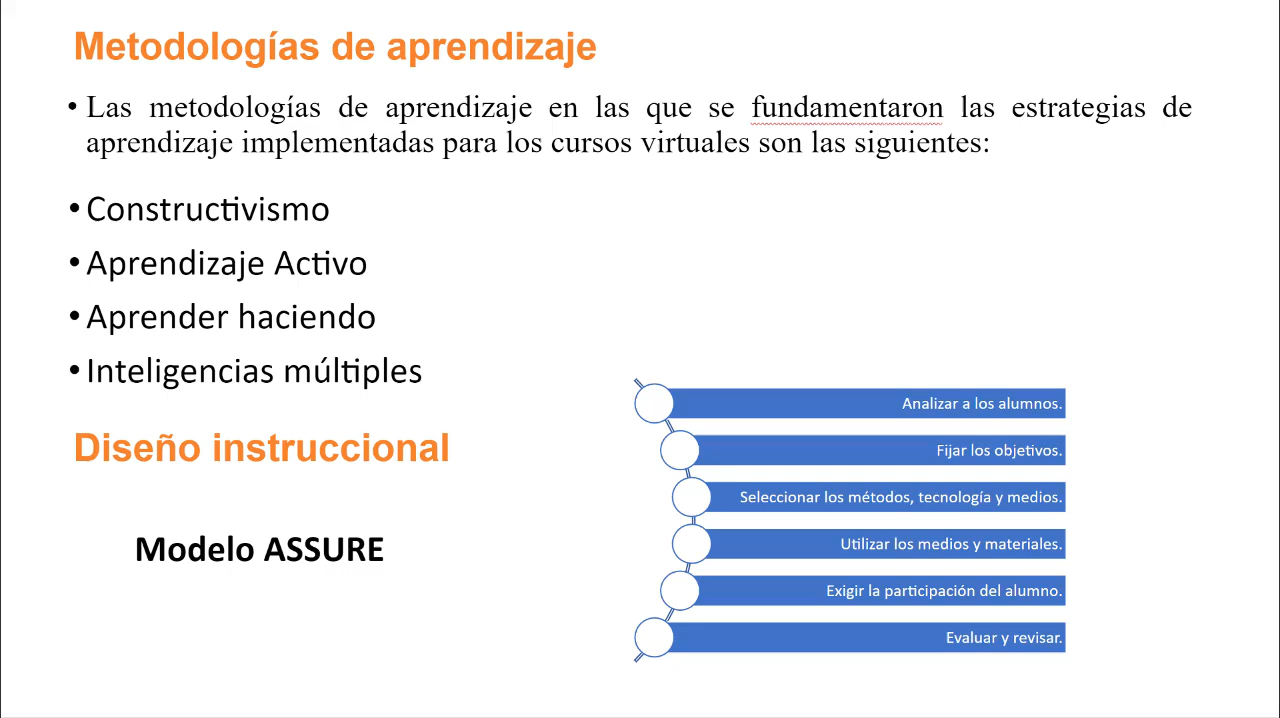 Metodologías de aprendizaje
• Las metodologías de aprendizaje en las que se fundamentaron las estrategias de
aprendizaje implementadas para los cursos virtuales son las siguientes:
• Constructivismo
• Aprendizaje Activo
• Aprender haciendo
• Inteligencias múltiples
Diseño instruccional
Modelo ASSURE
Analizar a los alumnos.
Fijar los objetivos.
Seleccionar los métodos, tecnología y medios.
Utilizar los medios y materiales.
Exigir la participación del alumno.
Evaluar y revisar.